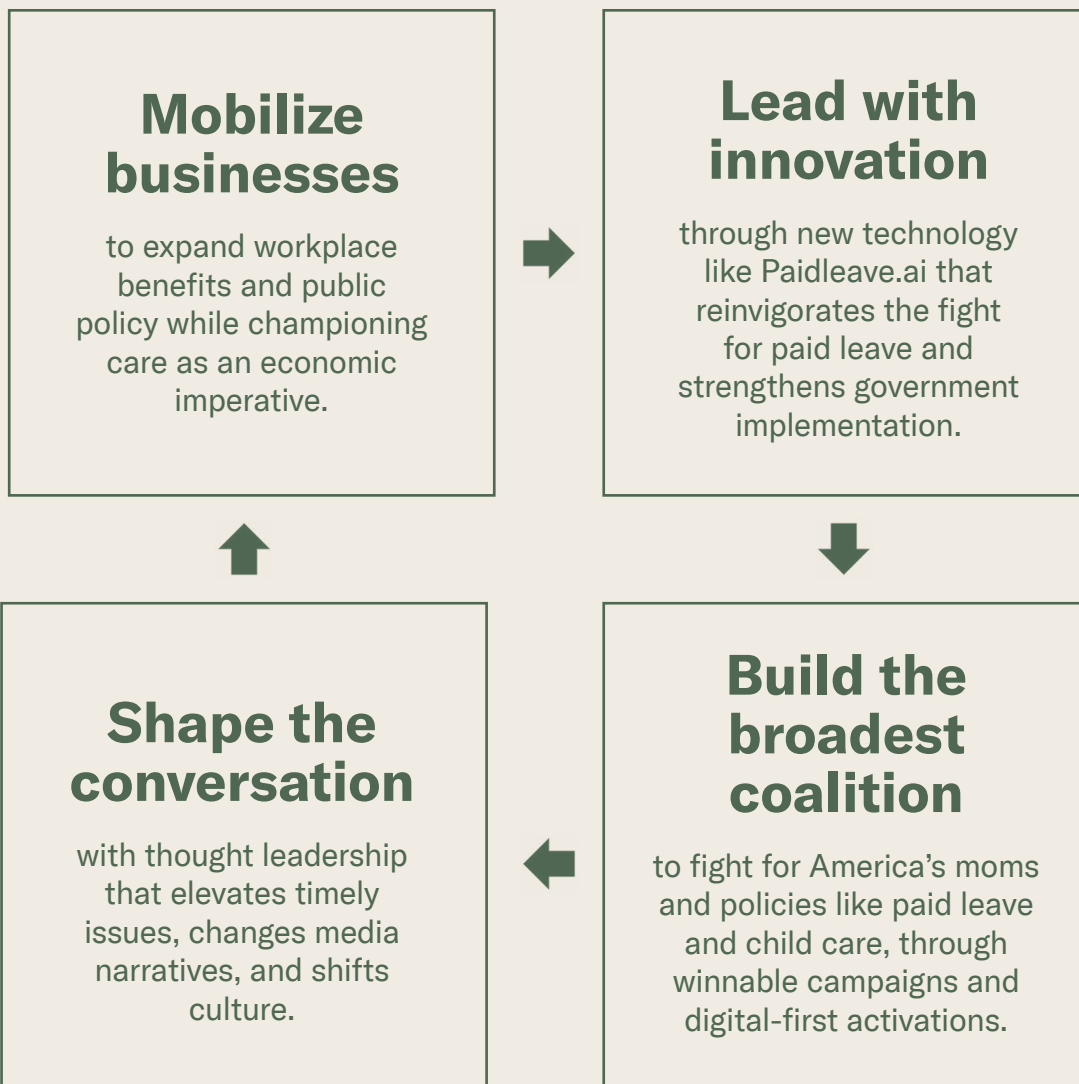 Mobilize
businesses
to expand workplace
benefits and public
policy while championing
care as an economic
imperative.
Lead with
innovation
through new technology
like Paidleave.ai that
reinvigorates the fight
for paid leave and
strengthens government
implementation.
Build the
broadest
coalition
to fight for America’s moms
and policies like paid leave
and child care, through
winnable campaigns and
digital-first activations.
Shape the
conversation
with thought leadership
that elevates timely
issues, changes media
narratives, and shifts
culture.